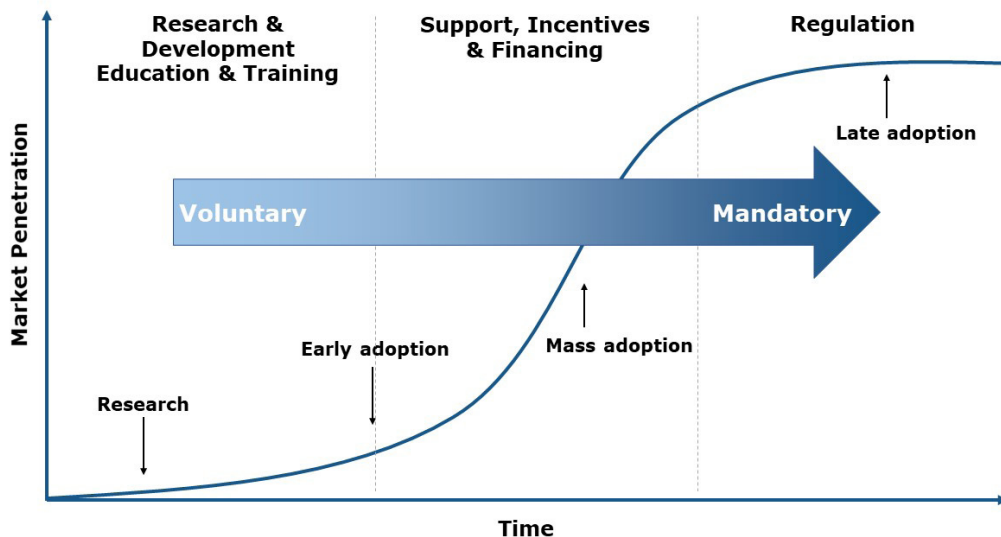 Research &
Development
Education & Training
Support, Incentives
& Financing
Regulation
Late adoption
Voluntary
Mandatory
Market Penetration
Early adoption
Mass adoption
Research
Time